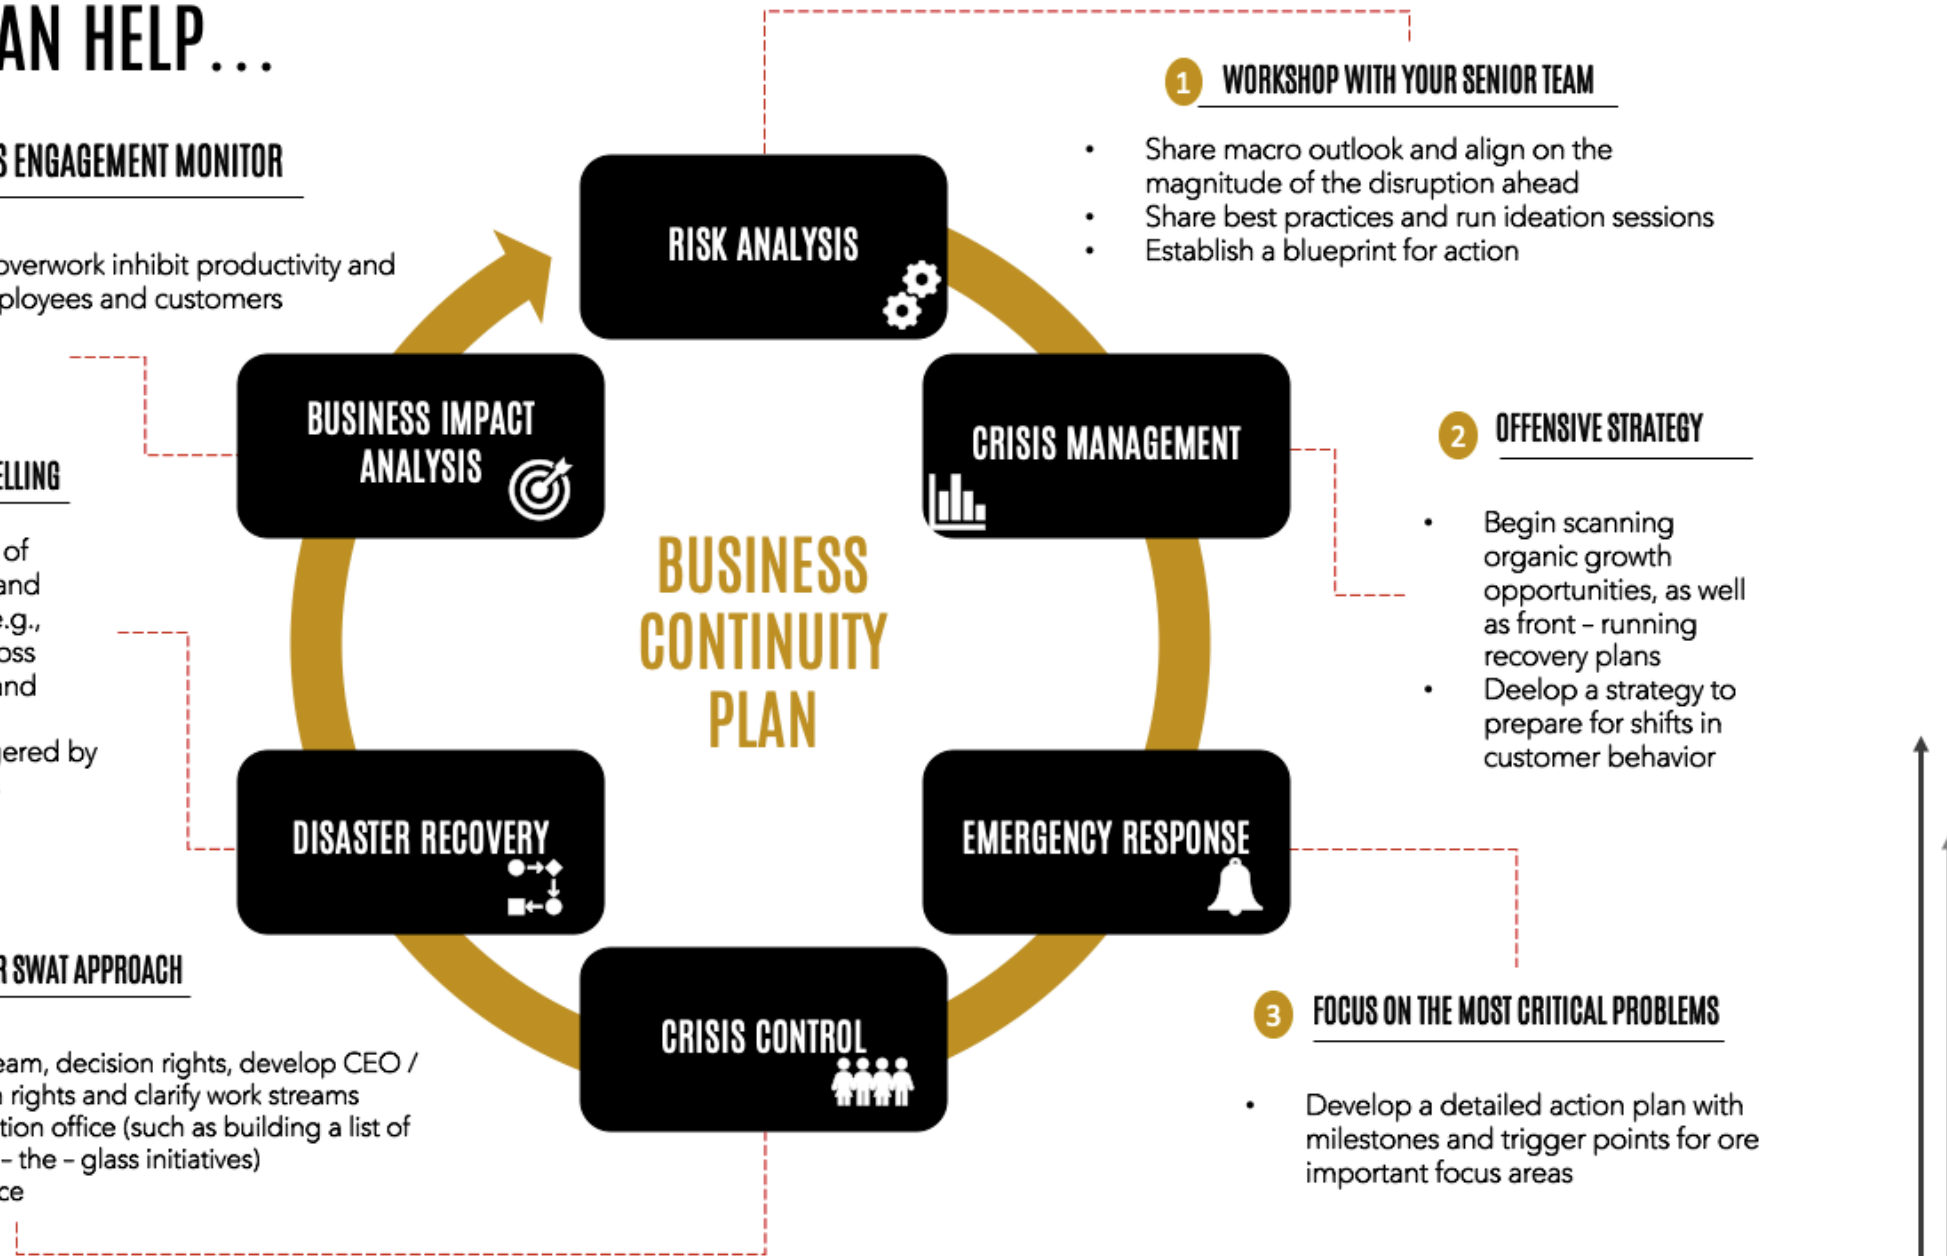 AN HELP...
1 WORKSHOP WITH YOUR SENIOR TEAM
• Share macro outlook and align on the
magnitude of the disruption ahead
• Share best practices and run ideation sessions
• Establish a blueprint for action
S ENGAGEMENT MONITOR
overwork inhibit productivity and
ployees and customers
RISK ANALYSIS
BUSINESS IMPACT
ANALYSIS
CRISIS MANAGEMENT
2 OFFENSIVE STRATEGY
• Begin scanning
organic growth
opportunities, as well
as front – running
recovery plans
• Deelop a strategy to
prepare for shifts in
customer behavior
ELLING
of
and
e.g.,
oss
and
gered by
BUSINESS
CONTINUITY
PLAN
DISASTER RECOVERY
EMERGENCY RESPONSE
CRISIS CONTROL
R SWAT APPROACH
eam, decision rights, develop CEO /
n rights and clarify work streams
tion office (such as building a list of
– the – glass initiatives)
ce
3 FOCUS ON THE MOST CRITICAL PROBLEMS
• Develop a detailed action plan with
milestones and trigger points for ore
important focus areas